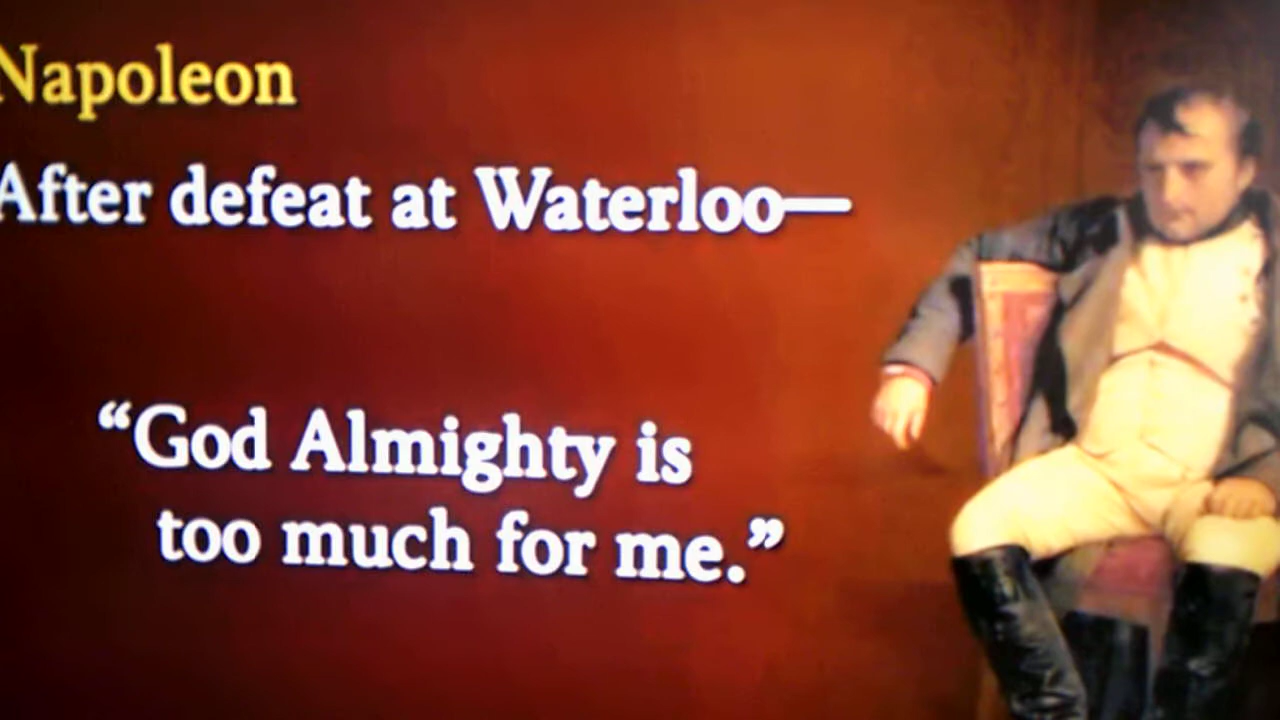 Napoleon
After defeat at Waterloo—
“God Almighty is
too much for me.”